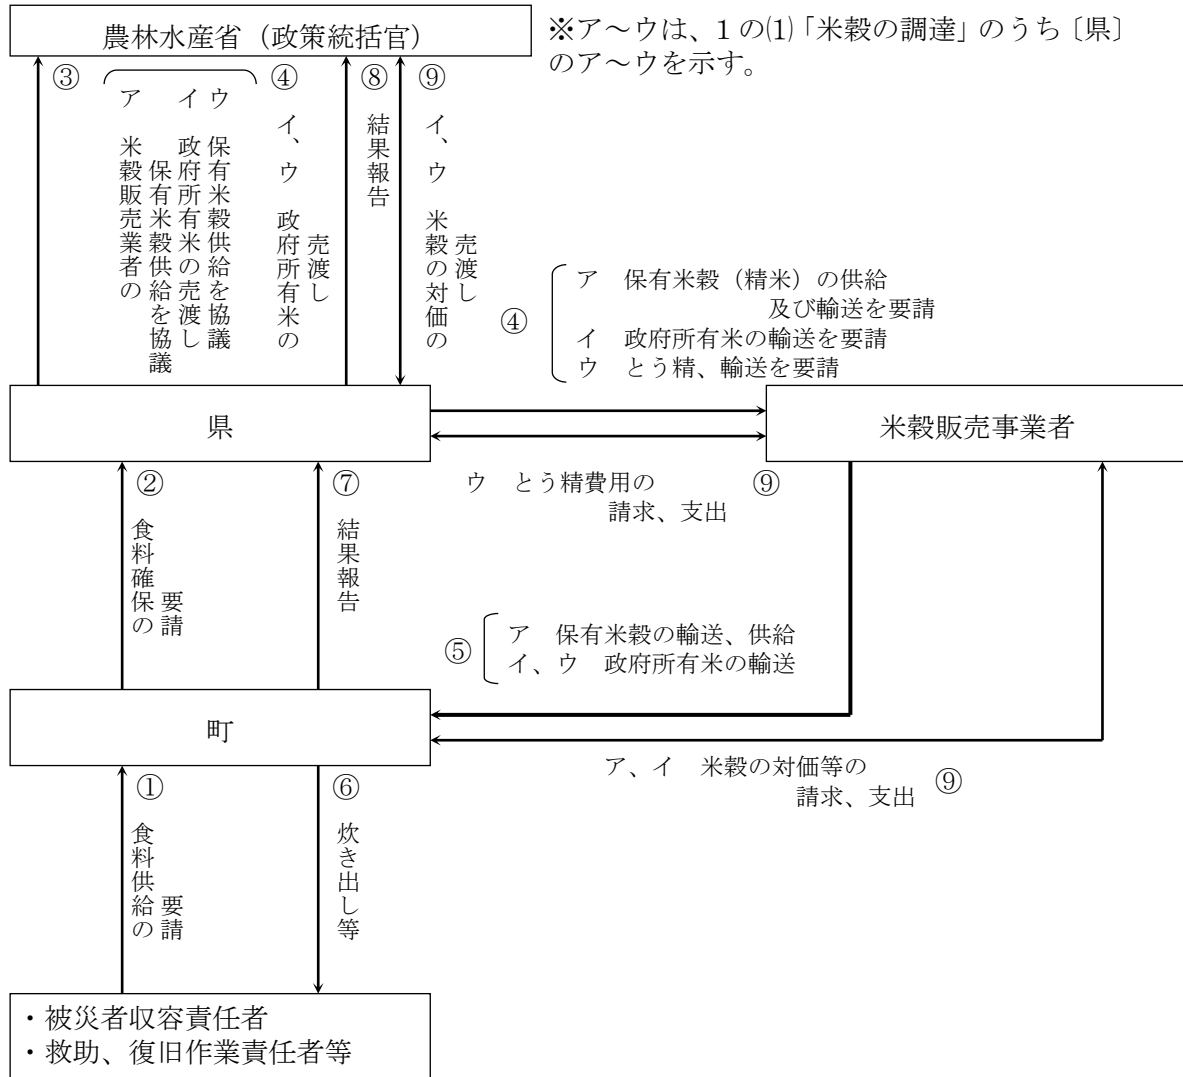 農林水産省（政策統括官）
※ア～ウは、１の⑴「米穀の調達」のうち〔県〕
のア～ウを示す。
③
ア　米穀販売業者の
保有米穀供給を協議
イ　政府所有米の売渡し
ウ　保有米穀供給を協議
④
イ、ウ　政府所有米の
売渡し
⑧
結果報告
⑨
イ、ウ　米穀の対価の
売渡し
④
ア　保有米穀（精米）の供給
及び輸送を要請
イ　政府所有米の輸送を要請
ウ　とう精、輸送を要請
県
米穀販売事業者
②
食料確保の
要請
⑦
結果報告
ウ　とう精費用の
請求、支出
⑨
⑤
ア　保有米穀の輸送、供給
イ、ウ　政府所有米の輸送
町
ア、イ　米穀の対価等の
請求、支出
⑨
①
食料供給の
要請
⑥
炊き出し等
・被災者収容責任者
・救助、復旧作業責任者等